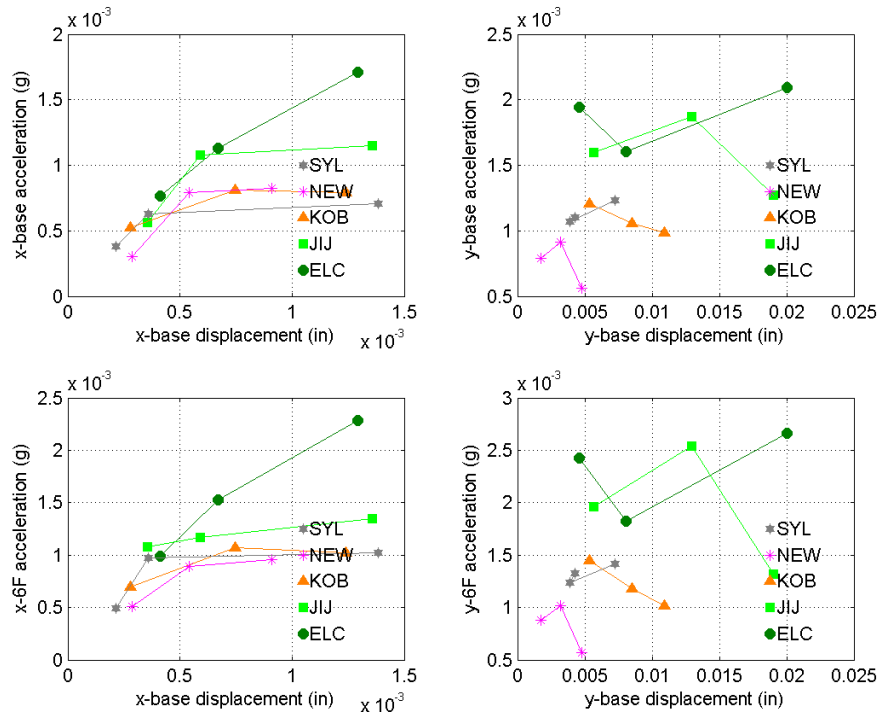 x 10⁻³
2
1.5
1
0.5
0
x-base acceleration (g)
SYL
NEW
KOB
JIJ
ELC
0 0.5 1 1.5
x-base displacement (in)
x 10⁻³
x 10⁻³
2.5
2
1.5
1
0.5
y-base acceleration (g)
SYL
NEW
KOB
JIJ
ELC
0 0.005 0.01 0.015 0.02 0.025
y-base displacement (in)
x 10⁻³
2.5
2
1.5
1
0.5
0
x-6F acceleration (g)
SYL
NEW
KOB
JIJ
ELC
0 0.5 1 1.5
x-base displacement (in)
x 10⁻³
x 10⁻³
3
2.5
2
1.5
1
0.5
y-6F acceleration (g)
SYL
NEW
KOB
JIJ
ELC
0 0.005 0.01 0.015 0.02 0.025
y-base displacement (in)